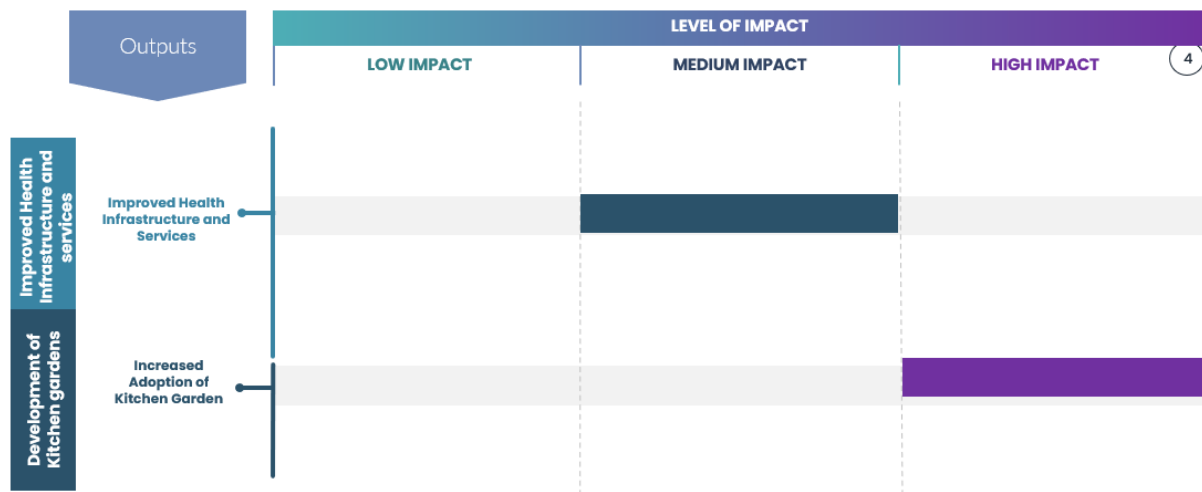 Outputs
LEVEL OF IMPACT
LOW IMPACT
MEDIUM IMPACT
HIGH IMPACT
4
Improved Health
Infrastructure and
services
Improved Health
Infrastructure and
Services
Development of
Kitchen gardens
Increased
Adoption of
Kitchen Garden